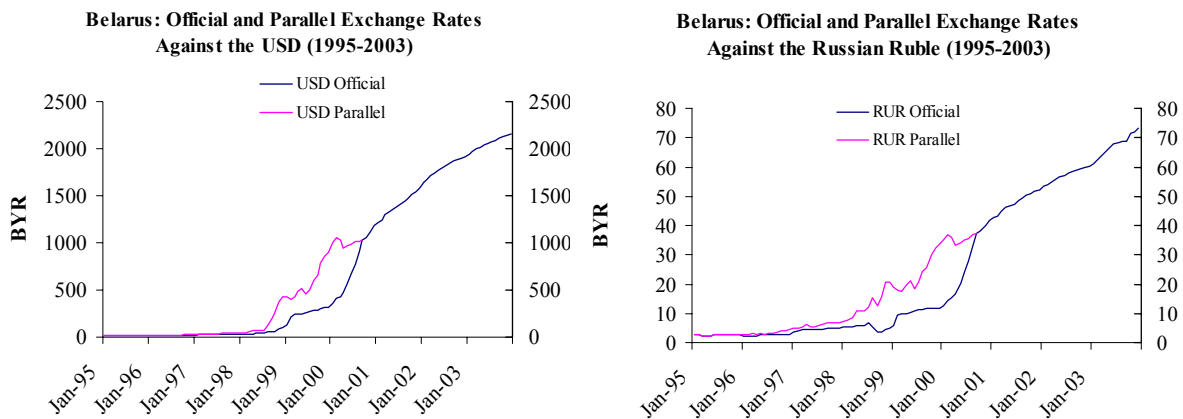 Belarus: Official and Parallel Exchange Rates
Against the USD (1995-2003)
USD Official
USD Parallel
2500
2000
1500
1000
500
0
BYR
2500
2000
1500
1000
500
0
Jan-95
Jan-96
Jan-97
Jan-98
Jan-99
Jan-00
Jan-01
Jan-02
Jan-03
Belarus: Official and Parallel Exchange Rates
Against the Russian Ruble (1995-2003)
RUR Official
RUR Parallel
80
70
60
50
40
30
20
10
0
BYR
80
70
60
50
40
30
20
10
0
Jan-95
Jan-96
Jan-97
Jan-98
Jan-99
Jan-00
Jan-01
Jan-02
Jan-03